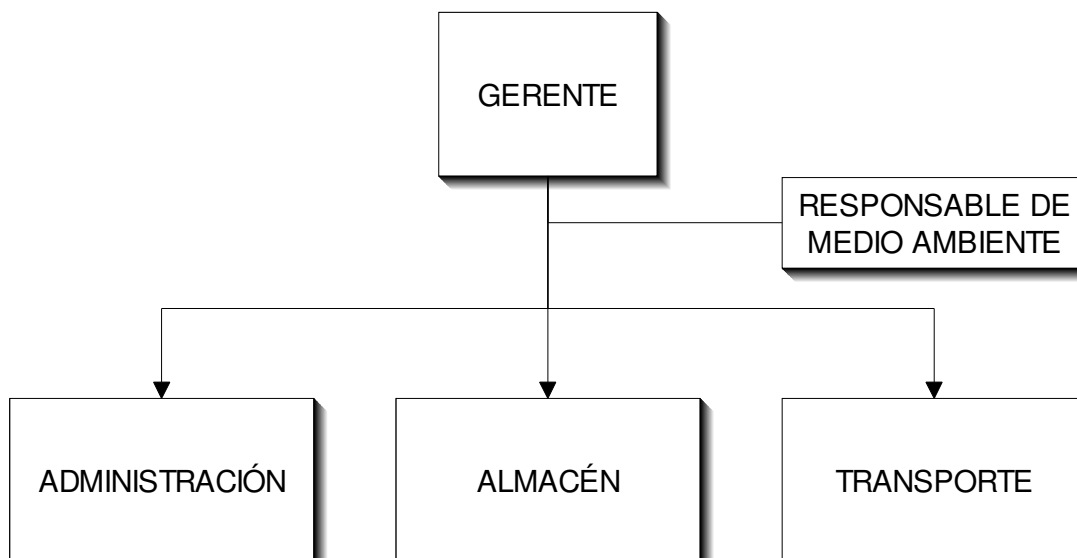 GERENTE
RESPONSABLE DE
MEDIO AMBIENTE
ADMINISTRACIÓN
ALMACÉN
TRANSPORTE